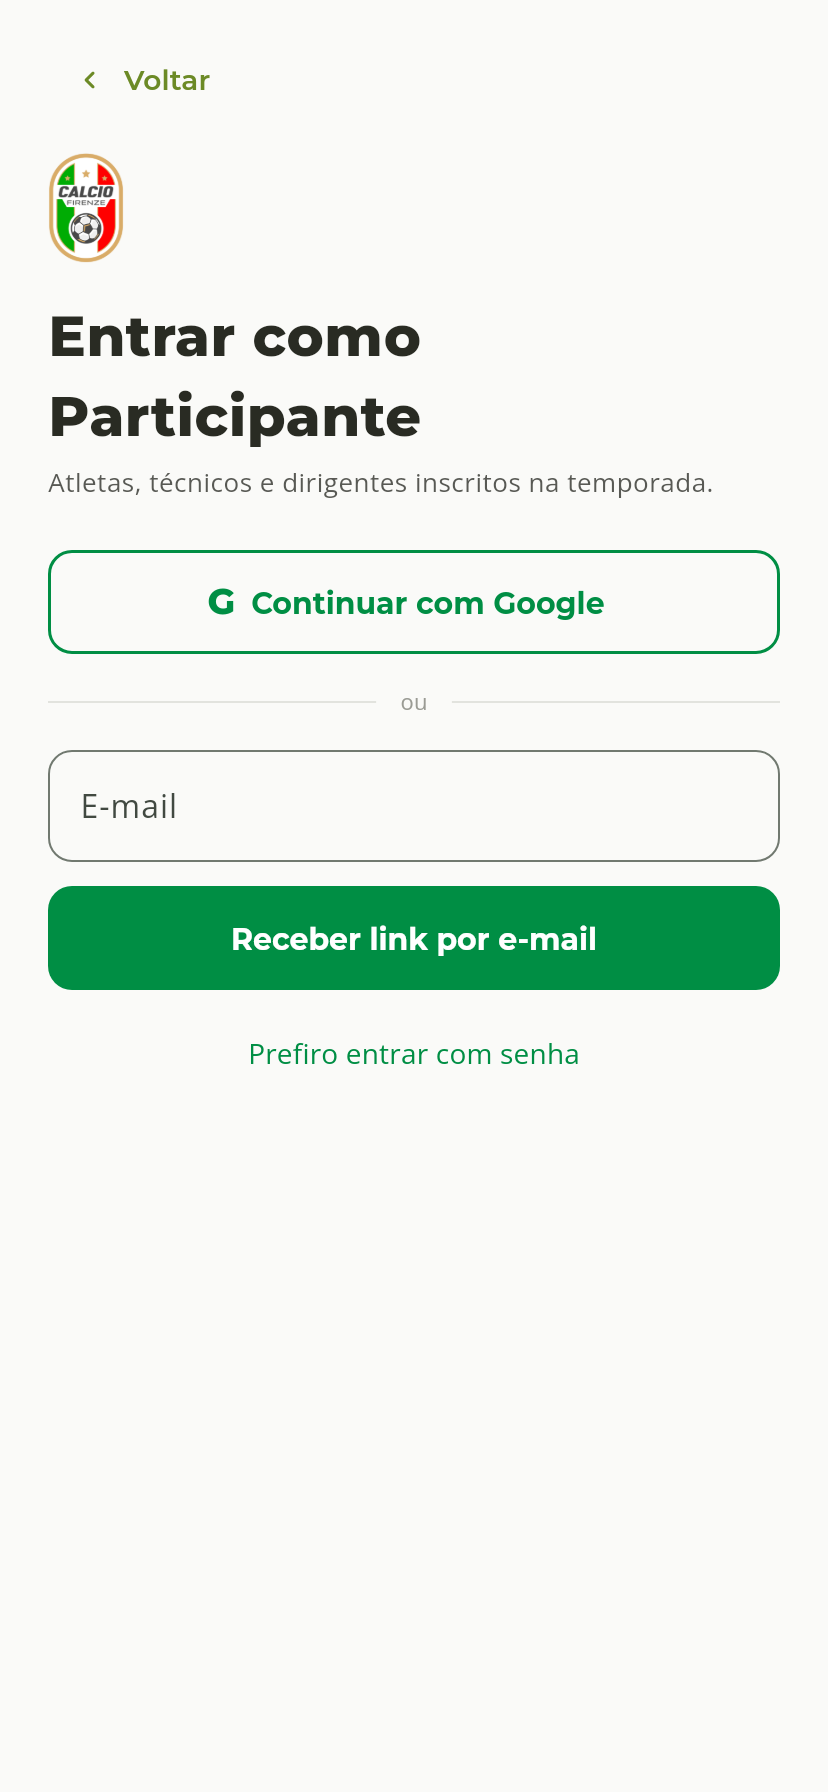 Voltar
CALCIO
FIRENZE
Entrar como
Participante
Atletas, técnicos e dirigentes inscritos na temporada.
G Continuar com Google
ou
E-mail
Receber link por e-mail
Prefiro entrar com senha